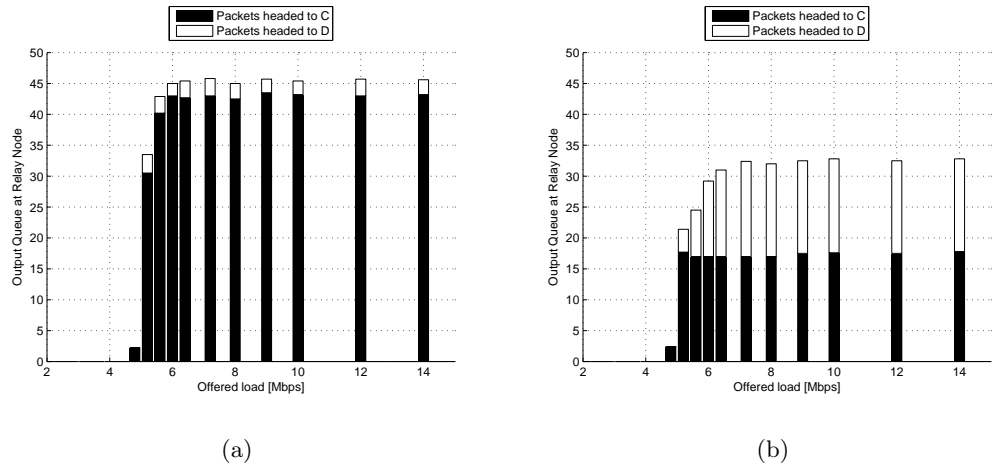 Packets headed to C
Packets headed to D
50
45
40
35
30
25
20
15
10
5
0
Output Queue at Relay Node
2 4 6 8 10 12 14
Offered load [Mbps]
(a)
Packets headed to C
Packets headed to D
50
45
40
35
30
25
20
15
10
5
0
Output Queue at Relay Node
2 4 6 8 10 12 14
Offered load [Mbps]
(b)